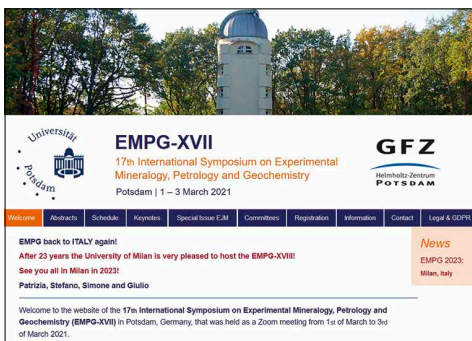 Universität
Potsdam
EMPG-XVII
17th International Symposium on Experimental
Mineralogy, Petrology and Geochemistry
Potsdam | 1 – 3 March 2021
GFZ
Helmholtz-Zentrum
POTSDAM
Welcome Abstracts Schedule Keynotes Special Issue EJM Committees Registration Information Contact Legal & GDPR
EMPG back to ITALY again!
After 23 years the University of Milan is very pleased to host the EMPG-XVIII!
See you all in Milan in 2023!
Patrizia, Stefano, Simone and Giulio
News
EMPG 2023:
Milan, Italy
Welcome to the website of the 17th International Symposium on Experimental Mineralogy, Petrology and
Geochemistry (EMPG-XVII) in Potsdam, Germany, that was held as a Zoom meeting from 1st of March to 3rd
of March 2021.